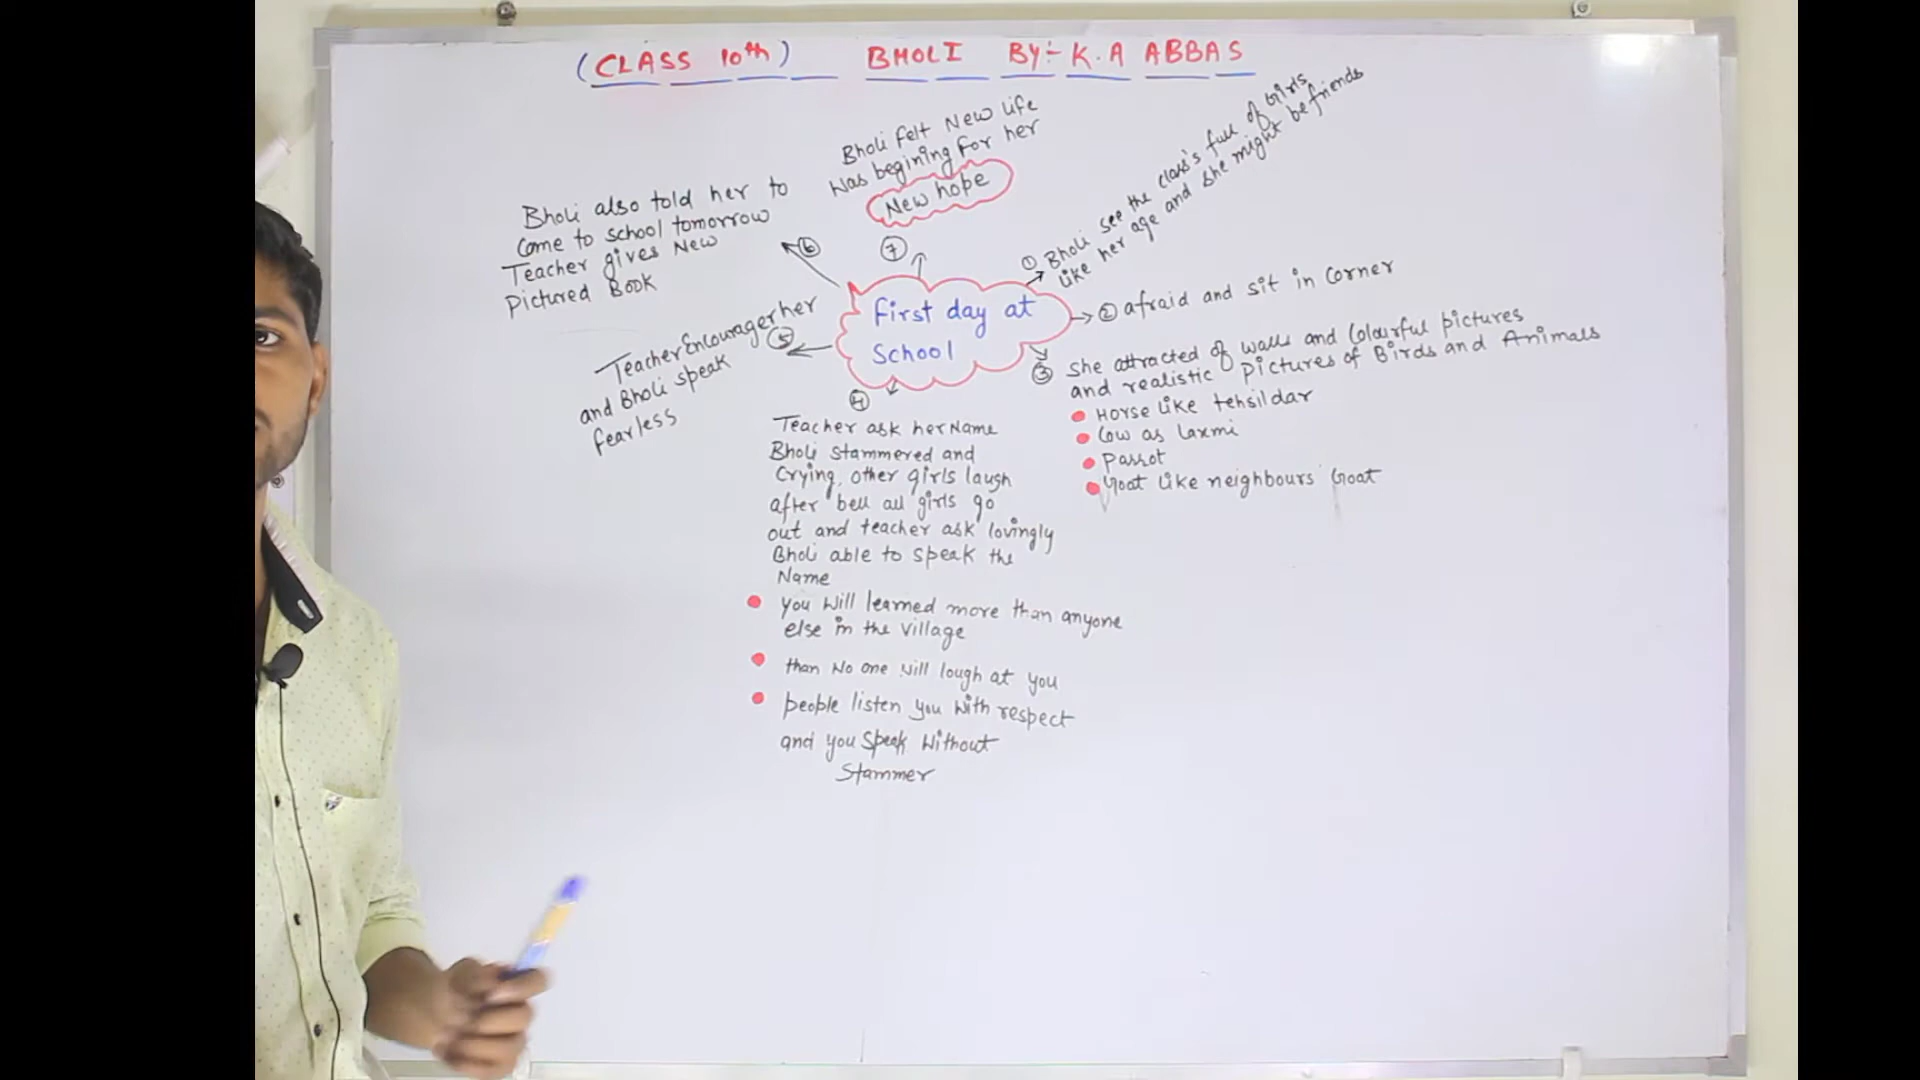 (CLASS 10th) BHOLI BY:- K.A ABBAS
Bholi felt New life
Was begining for her
New hope
⑦
① Bholi see the class's full of Girls
like her age and she might be friends
② afraid and sit in Corner
③ She attracted of walls and Colourful pictures
and realistic pictures of Birds and Animals
Horse like tehsildar
Cow as laxmi
Parrot
Goat like neighbours' Goat
First day at
School
④
Teacher ask her Name
Bholi stammered and
Crying, other girls laugh
after bell all girls go
out and teacher ask lovingly
Bholi able to speak the
Name
you will learned more than anyone
else in the village
than No one will lough at you
people listen you with respect
and you Speak Without
Stammer
⑤
Teacher Encourager her
and Bholi speak
fearless
⑥
Bholi also told her to
Come to school tomorrow
Teacher gives New
Pictured Book